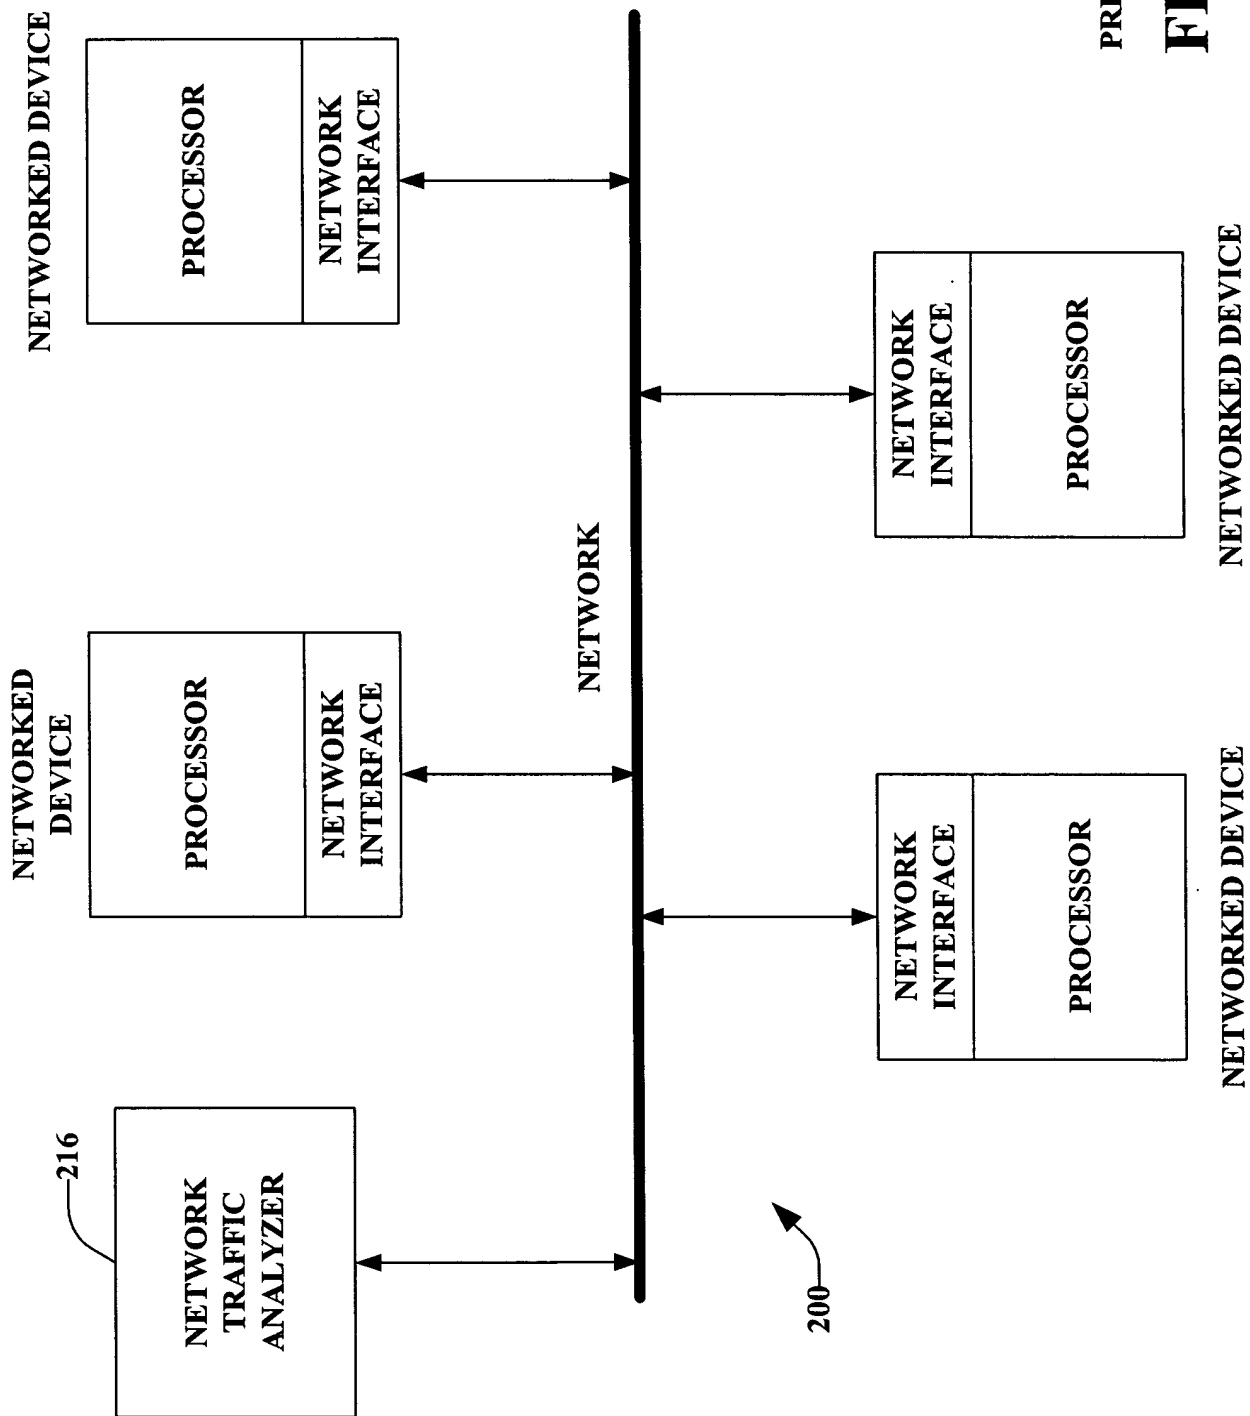 216
NETWORK
TRAFFIC
ANALYZER
NETWORKED
DEVICE
PROCESSOR
NETWORK
INTERFACE
NETWORKED DEVICE
PROCESSOR
NETWORK
INTERFACE
NETWORK
200
NETWORK
INTERFACE
PROCESSOR
NETWORKED DEVICE
NETWORK
INTERFACE
PROCESSOR
NETWORKED DEVICE